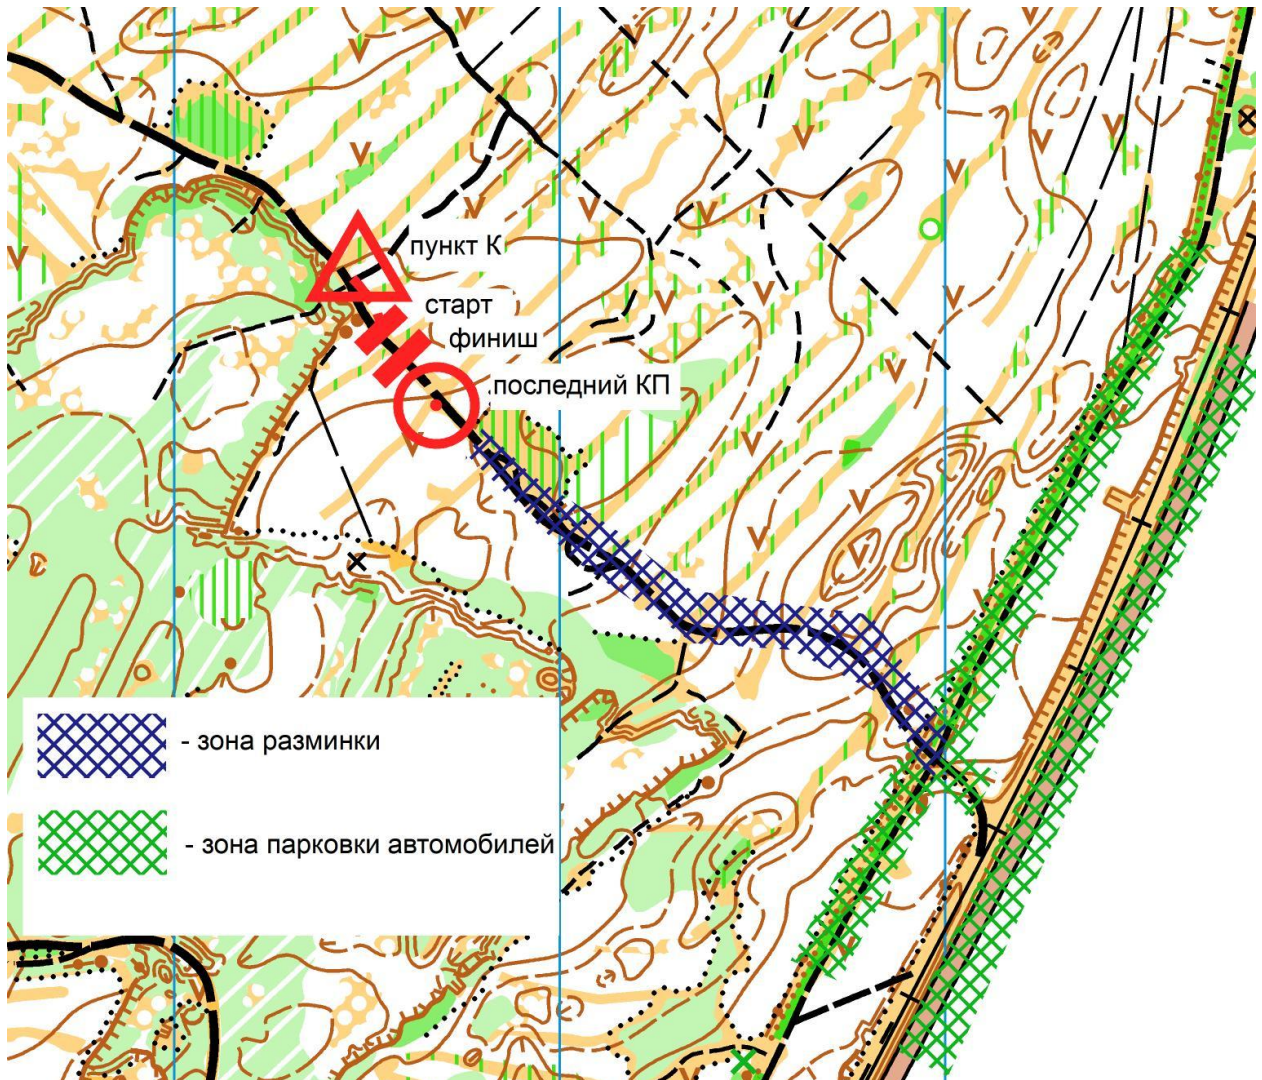 пункт К
старт
финиш
последний КП
- зона разминки
- зона парковки автомобилей